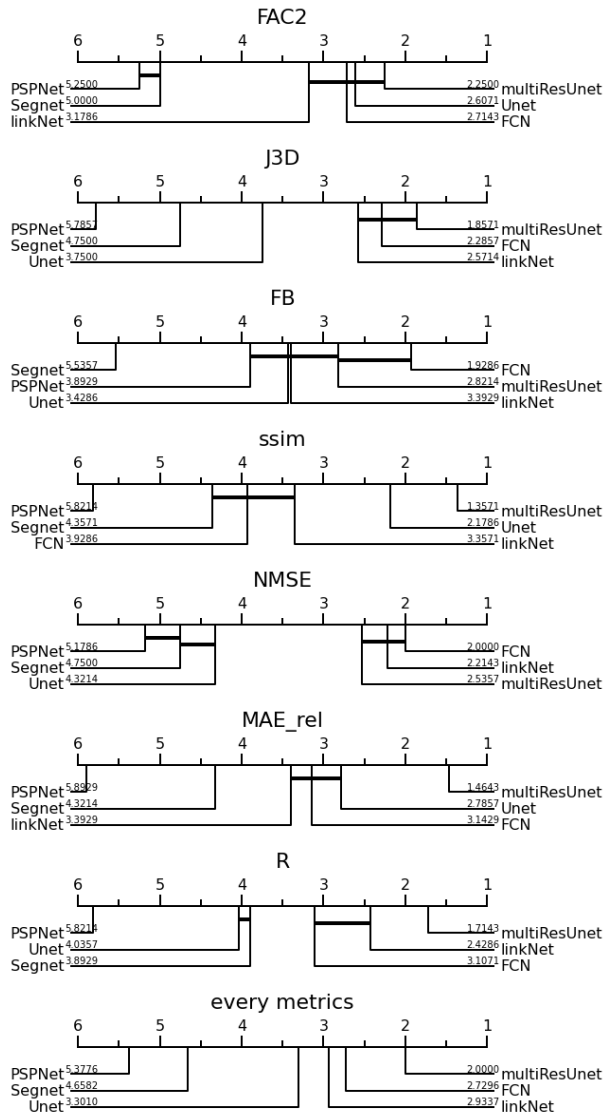 FAC2
6 5 4 3 2 1
PSPNet 5.2500 2.2500 multiResUnet
Segnet 5.0000 2.6071 Unet
linkNet 3.1786 2.7143 FCN
J3D
6 5 4 3 2 1
PSPNet 5.7857 1.8571 multiResUnet
Segnet 4.7500 2.2857 FCN
Unet 3.7500 2.5714 linkNet
FB
6 5 4 3 2 1
Segnet 5.5357 1.9286 FCN
PSPNet 3.8929 2.8214 multiResUnet
Unet 3.4286 3.3929 linkNet
ssim
6 5 4 3 2 1
PSPNet 5.8214 1.3571 multiResUnet
Segnet 4.3571 2.1786 Unet
FCN 3.9286 3.3571 linkNet
NMSE
6 5 4 3 2 1
PSPNet 5.1786 2.0000 FCN
Segnet 4.7500 2.2143 linkNet
Unet 4.3214 2.5357 multiResUnet
MAE_rel
6 5 4 3 2 1
PSPNet 5.8929 1.4643 multiResUnet
Segnet 4.3214 2.7857 Unet
linkNet 3.3929 3.1429 FCN
R
6 5 4 3 2 1
PSPNet 5.8214 1.7143 multiResUnet
Unet 4.0357 2.4286 linkNet
Segnet 3.8929 3.1071 FCN
every metrics
6 5 4 3 2 1
PSPNet 5.3776 2.0000 multiResUnet
Segnet 4.6582 2.7296 FCN
Unet 3.3010 2.9337 linkNet